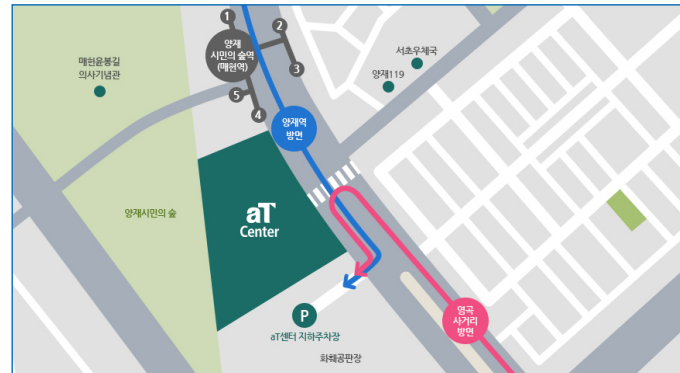 1
2
양재
시민의 숲역
(매헌역)
3
5
4
매헌윤봉길
의사기념관
서초우체국
양재119
양재역
방면
양재시민의 숲
aT
Center
P
aT센터 지하주차장
염곡
사거리
방면
화훼공판장